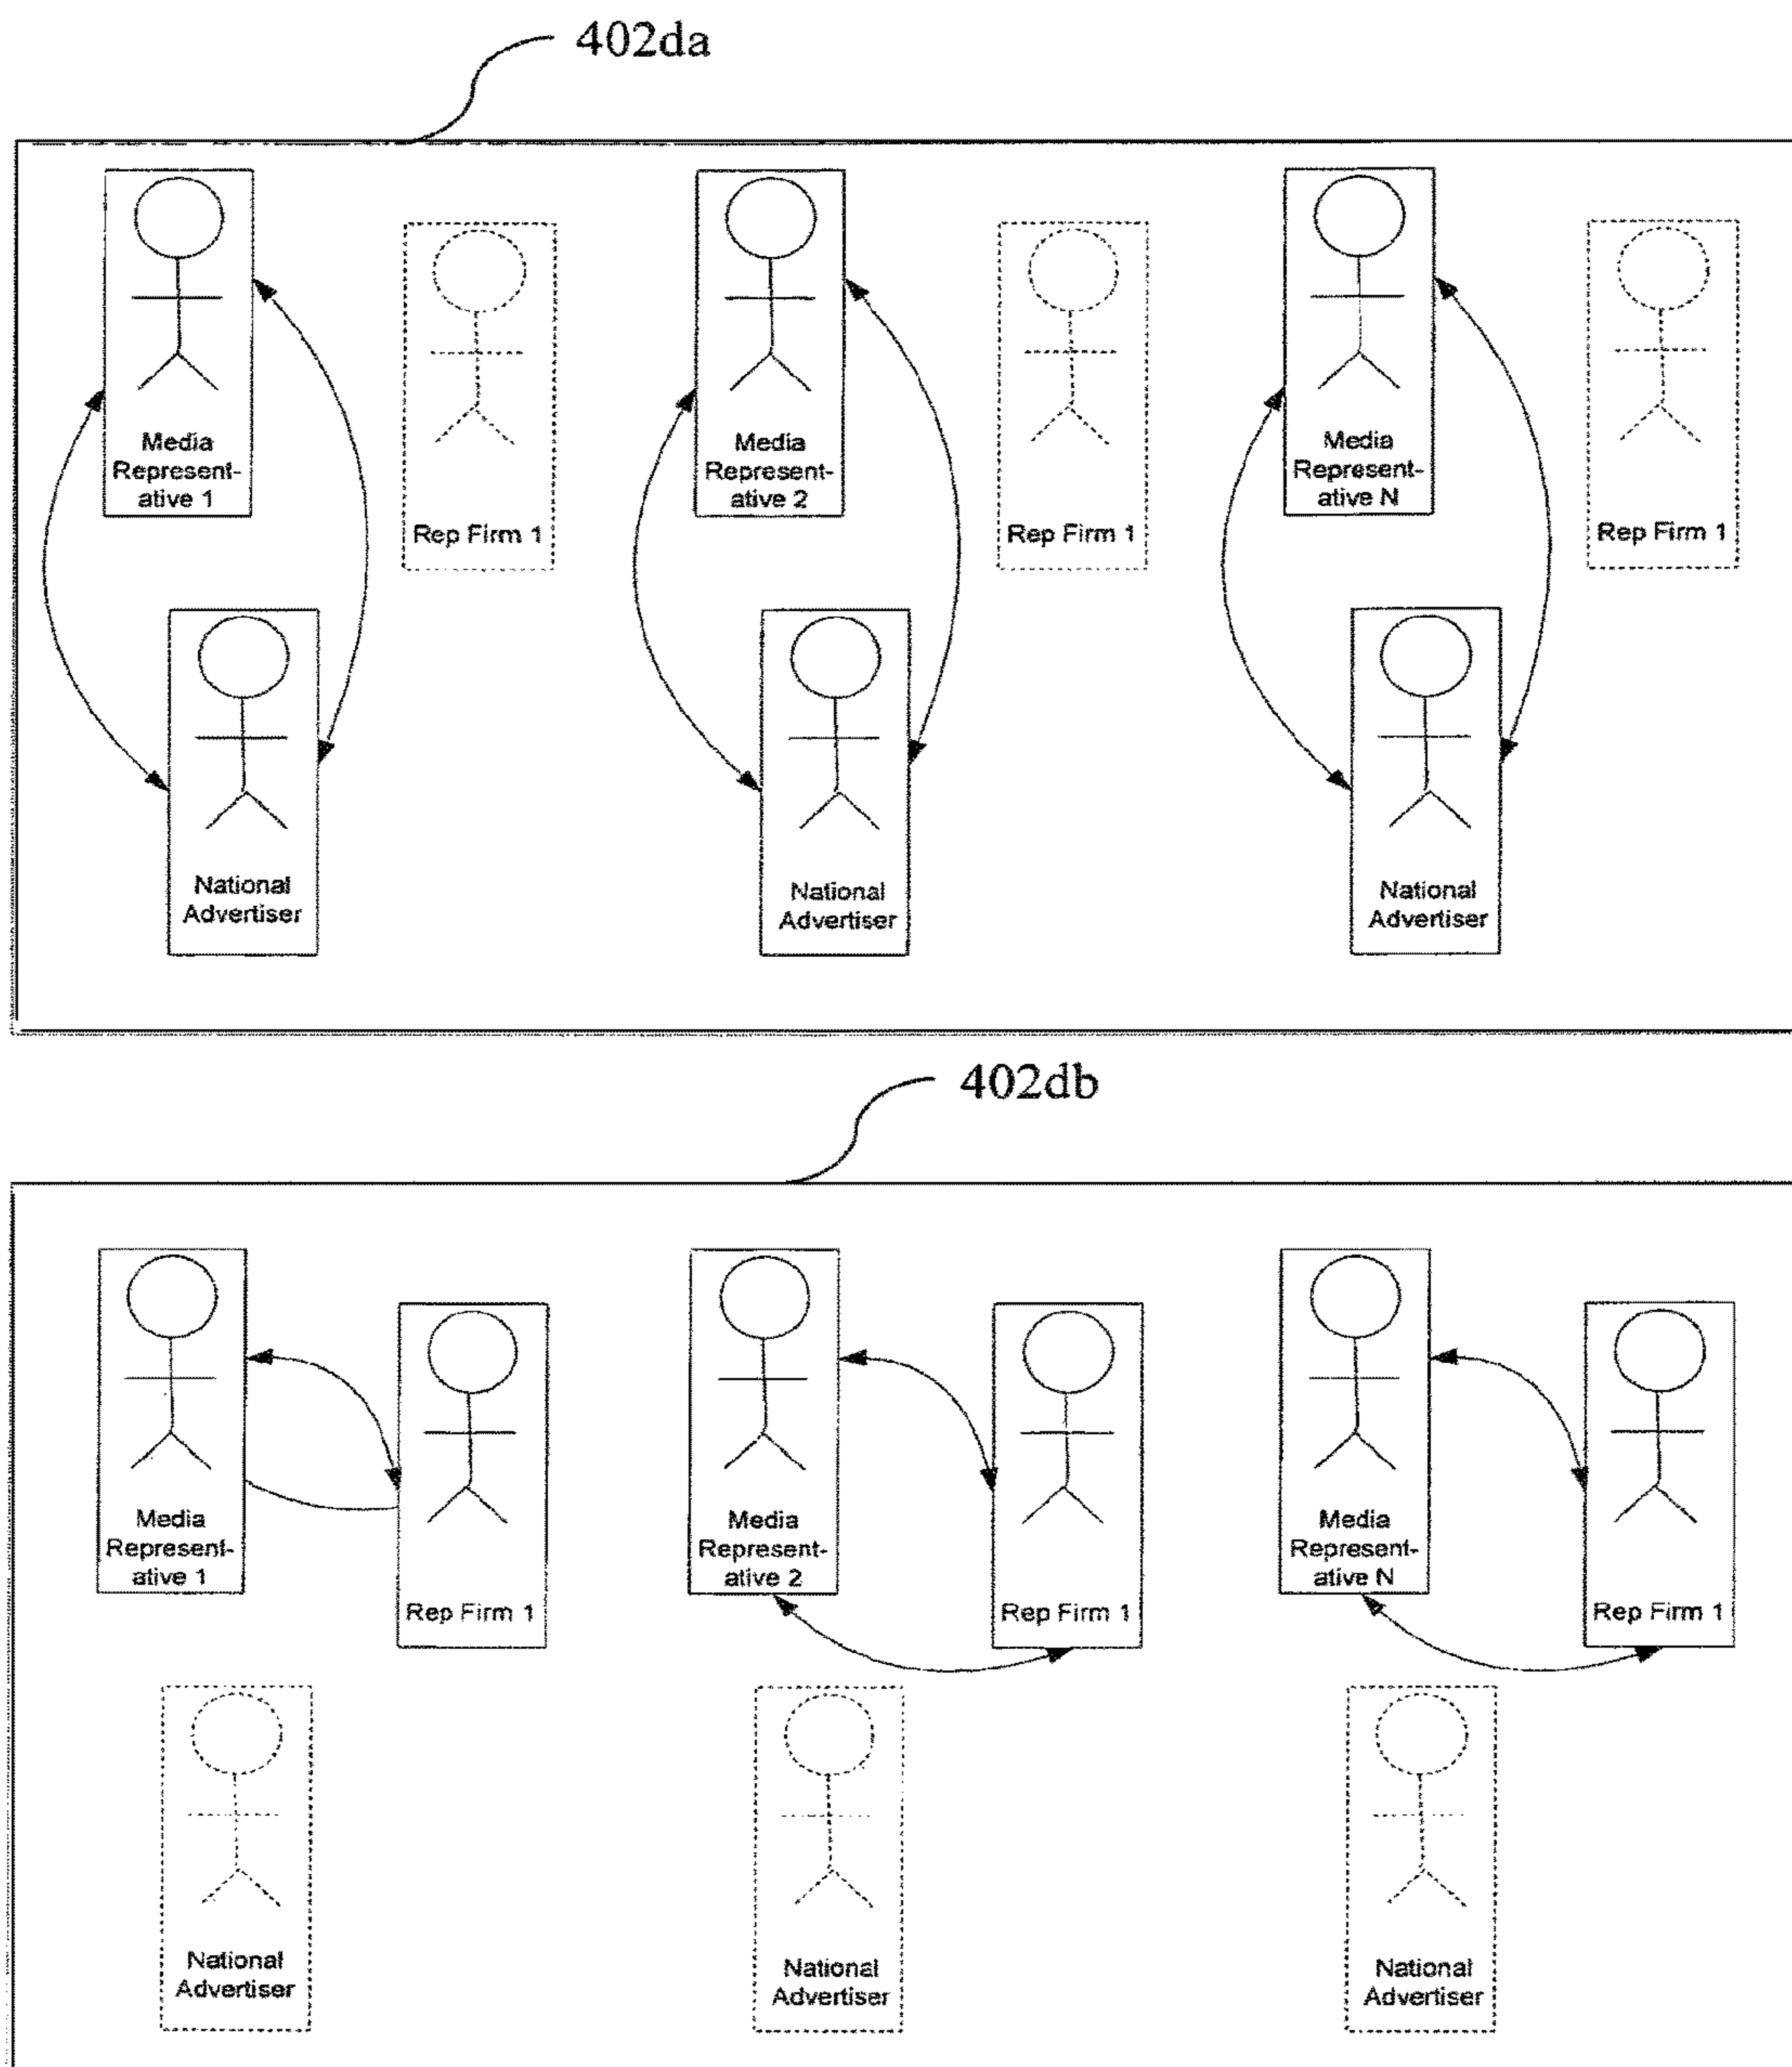 402da
Media
Represent-
ative 1
Rep Firm 1
Media
Represent-
ative 2
Rep Firm 1
Media
Represent-
ative N
Rep Firm 1
National
Advertiser
National
Advertiser
National
Advertiser
402db
Media
Represent-
ative 1
Rep Firm 1
Media
Represent-
ative 2
Rep Firm 1
Media
Represent-
ative N
Rep Firm 1
National
Advertiser
National
Advertiser
National
Advertiser